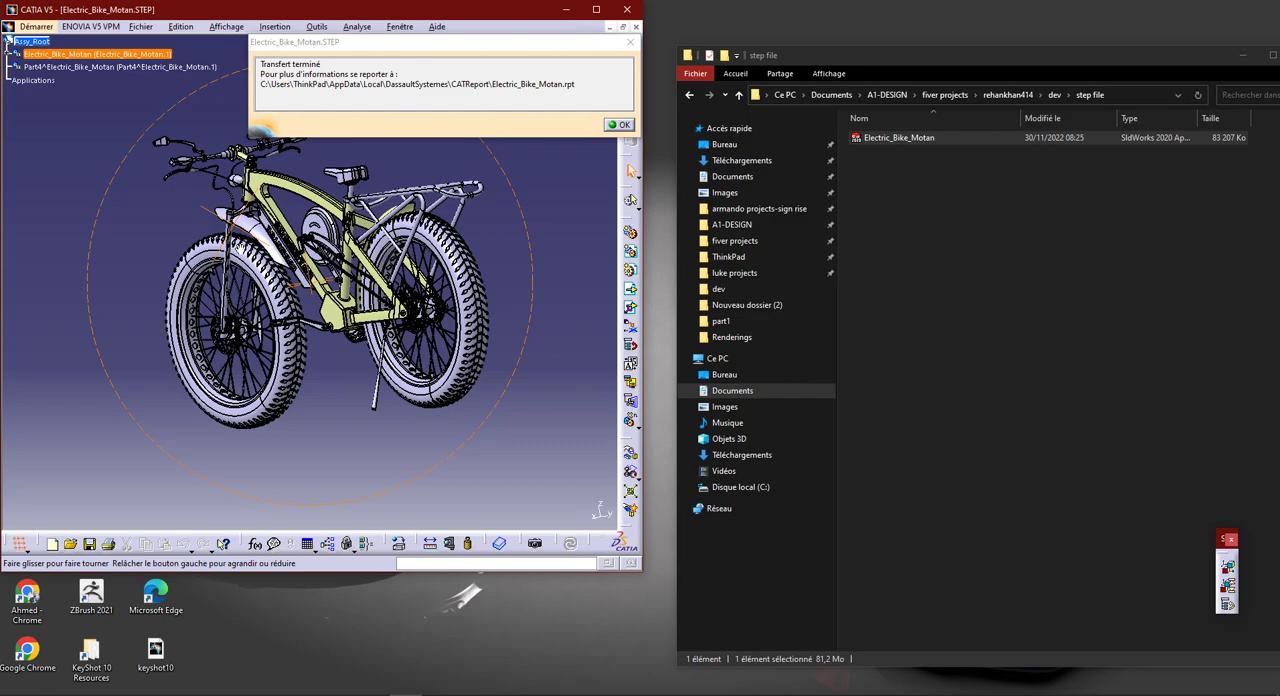 CATIA V5 - [Electric_Bike_Motan.STEP]
Démarrer ENOVIA V5 VPM Fichier Edition Affichage Insertion Outils Analyse Fenêtre Aide
Assy_Root
Electric_Bike_Motan (Electric_Bike_Motan.1)
Part4^Electric_Bike_Motan (Part4^Electric_Bike_Motan.1)
Applications
Electric_Bike_Motan.STEP
Transfert terminé
Pour plus d'informations se reporter à :
C:\Users\ThinkPad\AppData\Local\DassaultSystemes\CATReport\Electric_Bike_Motan.rpt
OK
z
x y
CATIA
Faire glisser pour faire tourner Relâcher le bouton gauche pour agrandir ou réduire
step file
Fichier Accueil Partage Affichage
Ce PC Documents A1-DESIGN fiver projects rehankhan414 dev step file
Rechercher dans
Nom Modifié le Type Taille
Electric_Bike_Motan 30/11/2022 08:25 SldWorks 2020 Ap... 83 207 Ko
Accès rapide
Bureau
Téléchargements
Documents
Images
armando projects-sign rise
A1-DESIGN
fiver projects
ThinkPad
luke projects
dev
Nouveau dossier (2)
part1
Renderings
Ce PC
Bureau
Documents
Images
Musique
Objets 3D
Téléchargements
Vidéos
Disque local (C:)
Réseau
1 élément 1 élément sélectionné 81,2 Mo
Ahmed -
Chrome
ZBrush 2021
Microsoft Edge
Google Chrome
KeyShot 10
Resources
keyshot10